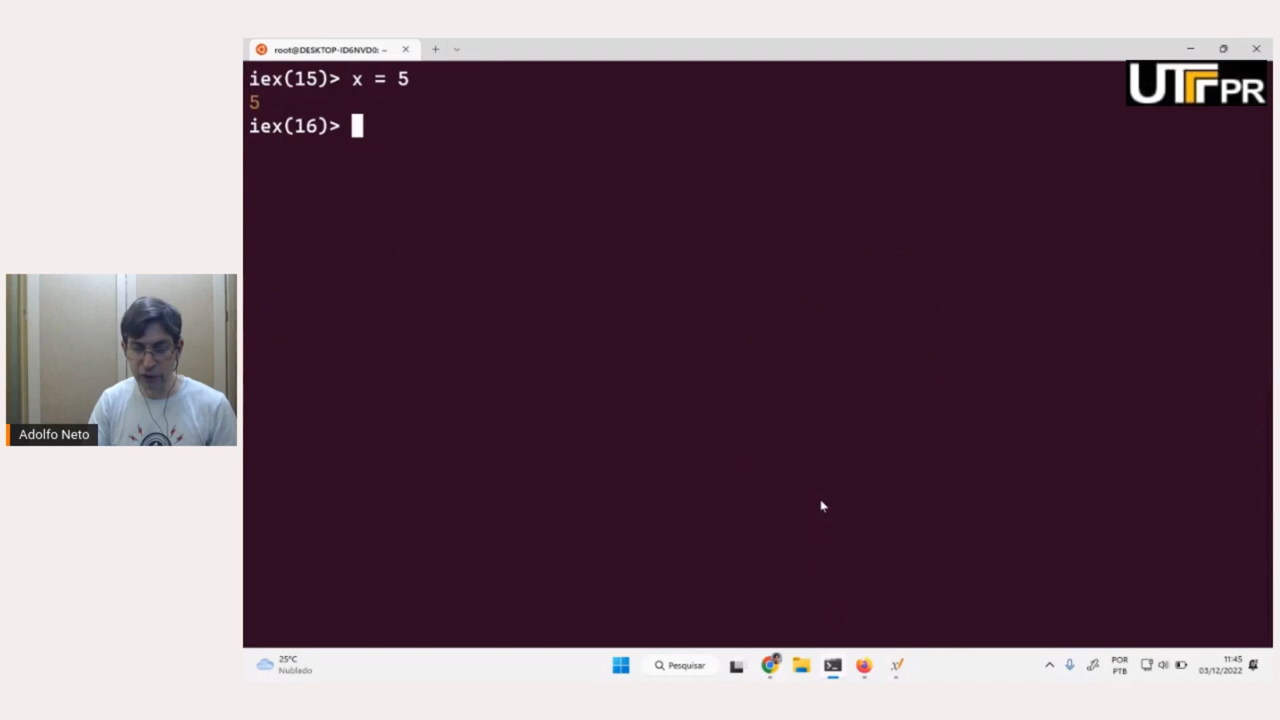 root@DESKTOP-ID6NVD0: ~
iex(15)> x = 5
5
iex(16)>
UTFPR
Adolfo Neto
25°C
Nublado
Pesquisar
POR
PTB
11:45
03/12/2022